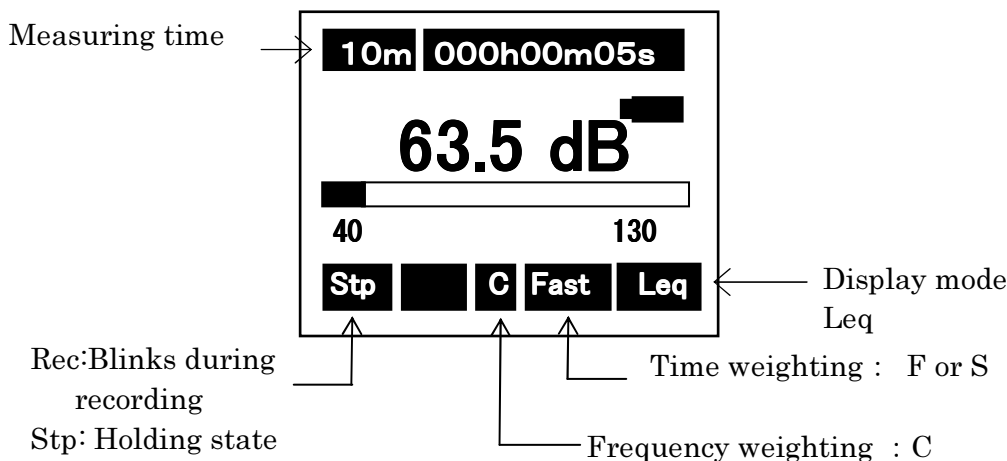 Measuring time
10m 000h00m05s
63.5 dB
40 130
Stp C Fast Leq
Display mode
Leq
Rec:Blinks during
recording
Stp: Holding state
Time weighting : F or S
Frequency weighting : C